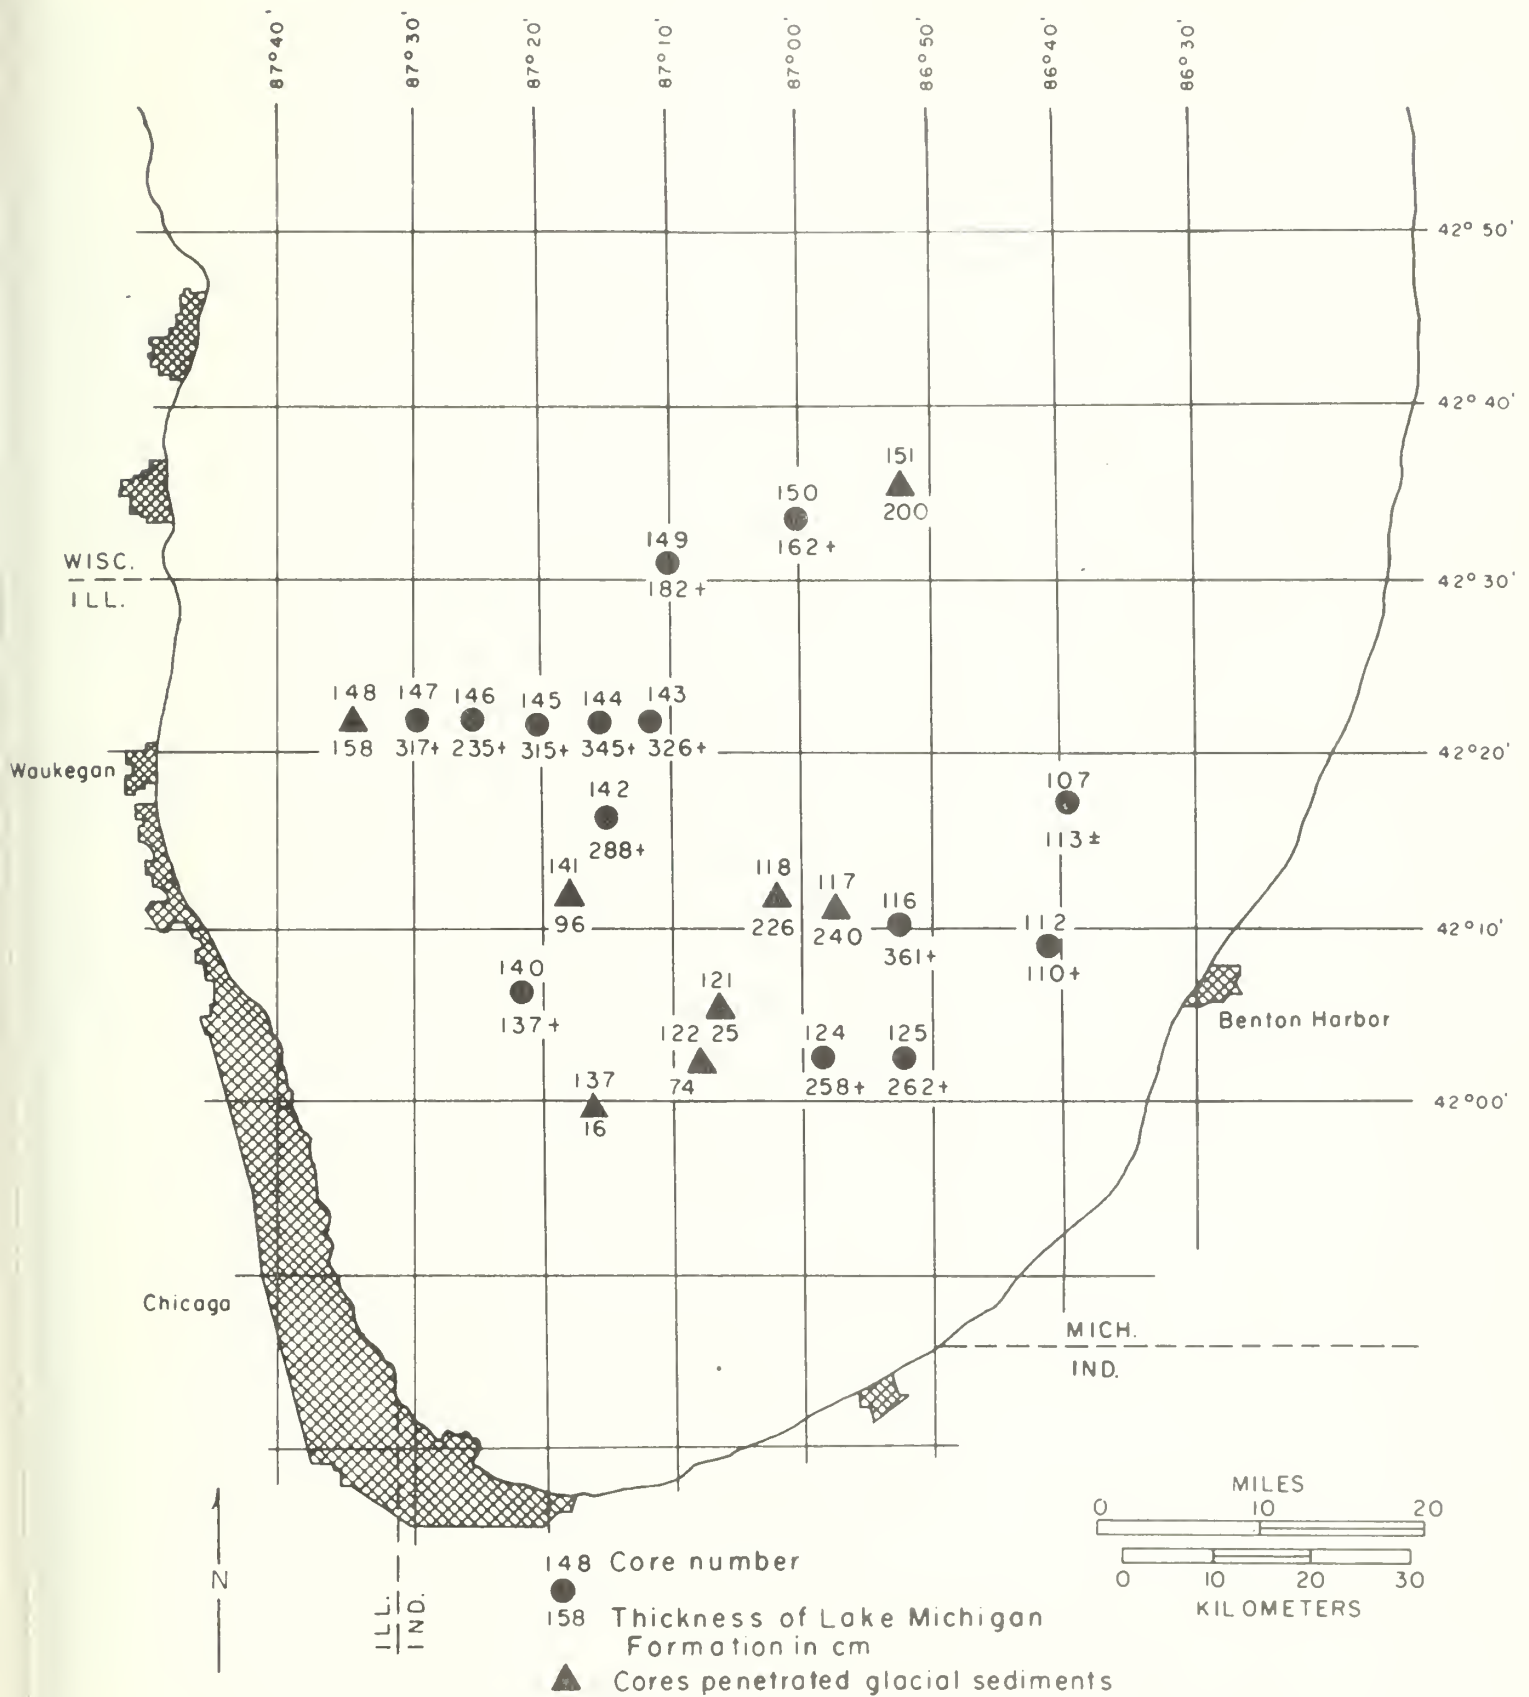 87°40' 87°30' 87°20' 87°10' 87°00' 86°50' 86°40' 86°30'
42° 50'
42° 40'
151
200
150
162+
149
182+
WISC.
ILL.
42° 30'
148 147 146 145 144 143
158 317+ 235+ 315+ 345+ 326+
42°20'
Waukegan
142
288+
107
113±
141
96
118
226
117
240
116
361+
112
110+
42°10'
140
137+
121
25
122
74
124
258+
125
262+
Benton Harbor
137
16
42°00'
Chicago
MICH.
IND.
MILES
0 10 20
0 10 20 30
KILOMETERS
N
ILL.
IND.
148 Core number
158 Thickness of Lake Michigan
Formation in cm
Cores penetrated glacial sediments